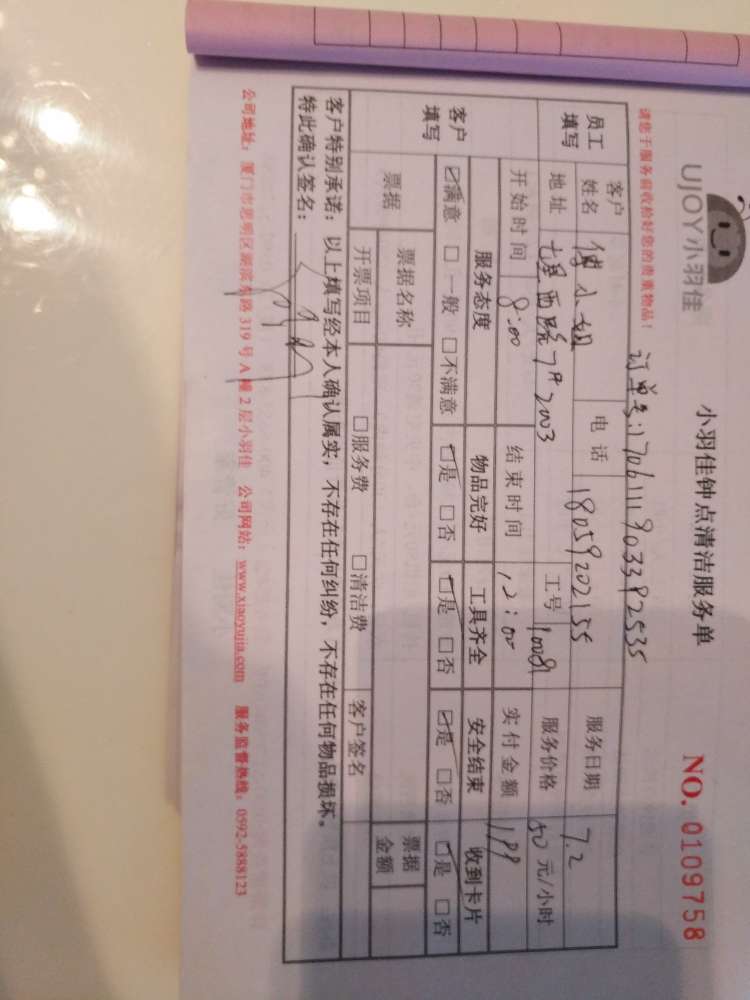 UJOY小羽佳
小羽佳钟点清洁服务单
NO. 0109758
请您于服务前收拾好您的贵重物品！
订单号:1706111903392535
员工填写 客户姓名 傅小姐 电话 18059202155 服务日期 7.2
地址 七星西路7# 2003 工号 服务价格 50元/小时
开始时间 8:00 结束时间 12:00 实付金额 199
客户填写 服务态度 物品完好 工具齐全 安全结束 收到卡片
☑满意 □一般 □不满意 ☑是 □否 ☑是 □否 ☑是 □否 ☑是 □否
票据 票据名称 票据金额
开票项目 □服务费 □清洁费 客户签名
客户特别承诺：以上填写经本人确认属实，不存在任何纠纷，不存在任何物品损坏。
特此确认签名：
公司地址：厦门市思明区湖滨东路319号A幢2层小羽佳 公司网站：www.xiaoyujia.com 服务监督热线：0592-5888123